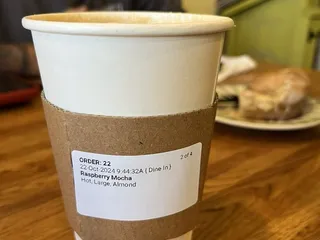 ORDER: 22 2 of 4
22-Oct-2024 9:44:32A ( Dine In )
Raspberry Mocha
Hot, Large, Almond